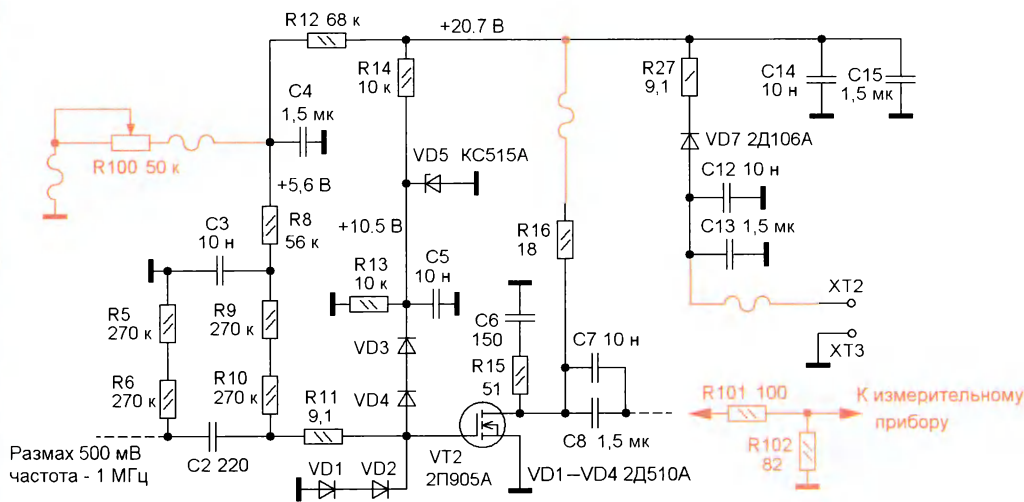 R12 68 к
+20.7 В
R14
10 к
R27
9,1
C14
10 н
C15
1,5 мк
C4
1,5 мк
R100 50 к
VD5 КС515А
VD7 2Д106А
+5,6 В
C12 10 н
C3
10 н
R8
56 к
+10.5 В
R16
18
C13 1,5 мк
R13
10 к
C5
10 н
XT2
R5
270 к
R9
270 к
C6
150
C7 10 н
XT3
VD3
R15
51
R6
270 к
R10
270 к
R11
9,1
VD4
R101 100
К измерительному
прибору
Размах 500 мВ
частота - 1 МГц
C2 220
VT2
2П905А
C8 1,5 мк
R102
82
VD1 VD2
VD1–VD4 2Д510А